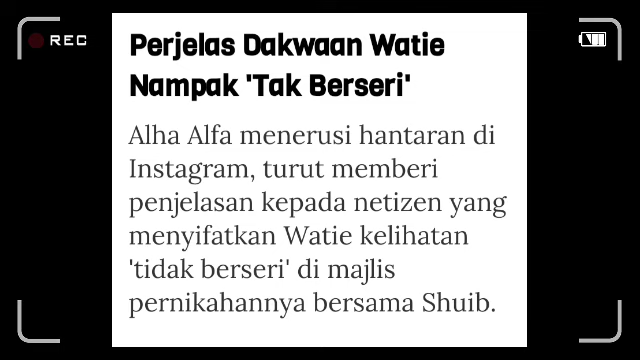 REC
Perjelas Dakwaan Watie
Nampak 'Tak Berseri'
Alha Alfa menerusi hantaran di
Instagram, turut memberi
penjelasan kepada netizen yang
menyifatkan Watie kelihatan
'tidak berseri' di majlis
pernikahannya bersama Shuib.